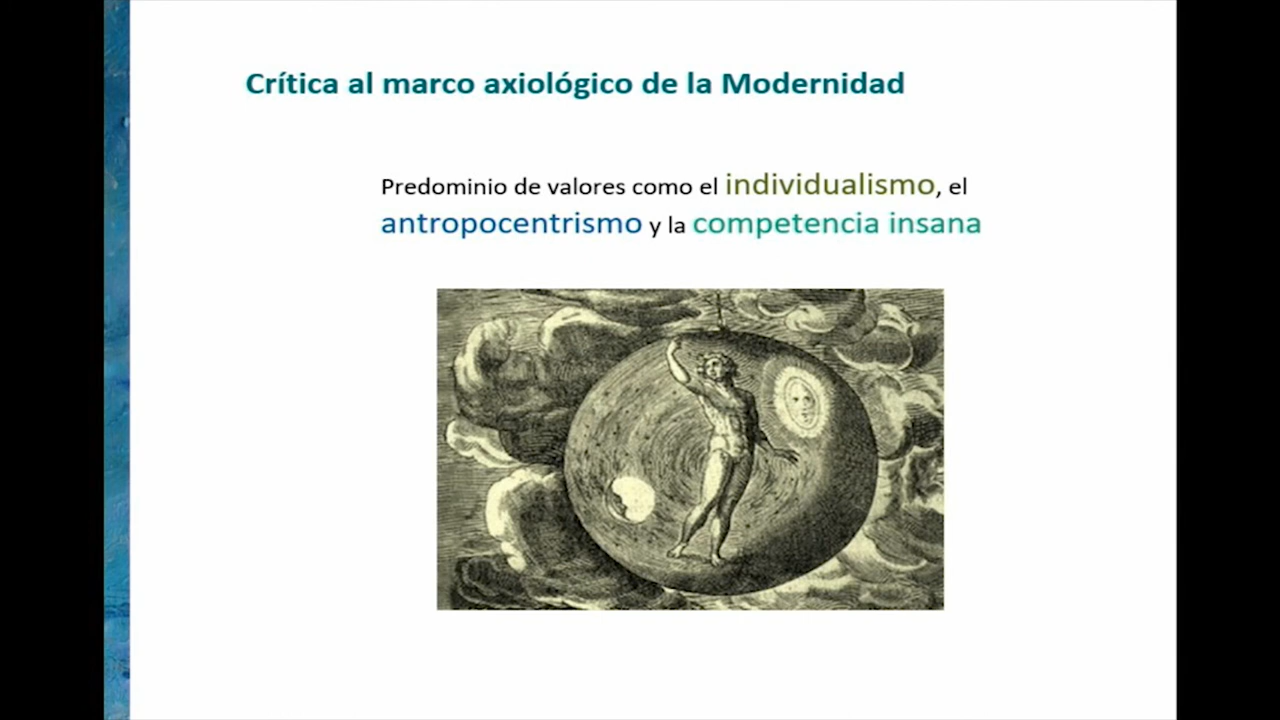 Crítica al marco axiológico de la Modernidad
Predominio de valores como el individualismo, el
antropocentrismo y la competencia insana